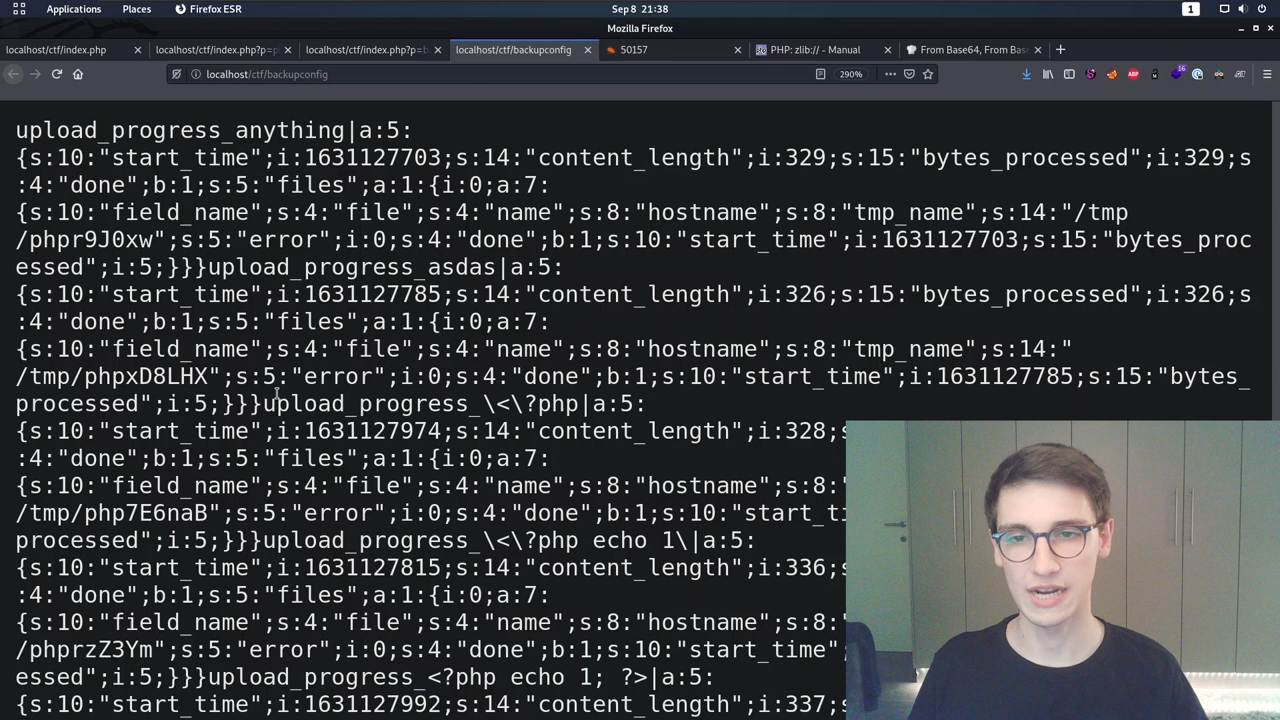 Applications Places Firefox ESR Sep 8 21:38 1
Mozilla Firefox
localhost/ctf/index.php localhost/ctf/index.php?p=p localhost/ctf/index.php?p=b localhost/ctf/backupconfig 50157 PHP: zlib:// - Manual From Base64, From Bas
localhost/ctf/backupconfig 290% 16 ABP
upload_progress_anything|a:5:
{s:10:"start_time";i:1631127703;s:14:"content_length";i:329;s:15:"bytes_processed";i:329;s
:4:"done";b:1;s:5:"files";a:1:{i:0;a:7:
{s:10:"field_name";s:4:"file";s:4:"name";s:8:"hostname";s:8:"tmp_name";s:14:"/tmp
/phpr9J0xw";s:5:"error";i:0;s:4:"done";b:1;s:10:"start_time";i:1631127703;s:15:"bytes_proc
essed";i:5;}}}upload_progress_asdas|a:5:
{s:10:"start_time";i:1631127785;s:14:"content_length";i:326;s:15:"bytes_processed";i:326;s
:4:"done";b:1;s:5:"files";a:1:{i:0;a:7:
{s:10:"field_name";s:4:"file";s:4:"name";s:8:"hostname";s:8:"tmp_name";s:14:"
/tmp/phpxD8LHX";s:5:"error";i:0;s:4:"done";b:1;s:10:"start_time";i:1631127785;s:15:"bytes_
processed";i:5;}}}upload_progress_\<\?php|a:5:
{s:10:"start_time";i:1631127974;s:14:"content_length";i:328;s
:4:"done";b:1;s:5:"files";a:1:{i:0;a:7:
{s:10:"field_name";s:4:"file";s:4:"name";s:8:"hostname";s:8:"
/tmp/php7E6naB";s:5:"error";i:0;s:4:"done";b:1;s:10:"start_ti
processed";i:5;}}}upload_progress_\<\?php echo 1\|a:5:
{s:10:"start_time";i:1631127815;s:14:"content_length";i:336;s
:4:"done";b:1;s:5:"files";a:1:{i:0;a:7:
{s:10:"field_name";s:4:"file";s:4:"name";s:8:"hostname";s:8:"
/phprzZ3Ym";s:5:"error";i:0;s:4:"done";b:1;s:10:"start_time"
essed";i:5;}}}upload_progress_<?php echo 1; ?>|a:5:
{s:10:"start_time";i:1631127992;s:14:"content_length";i:337;s